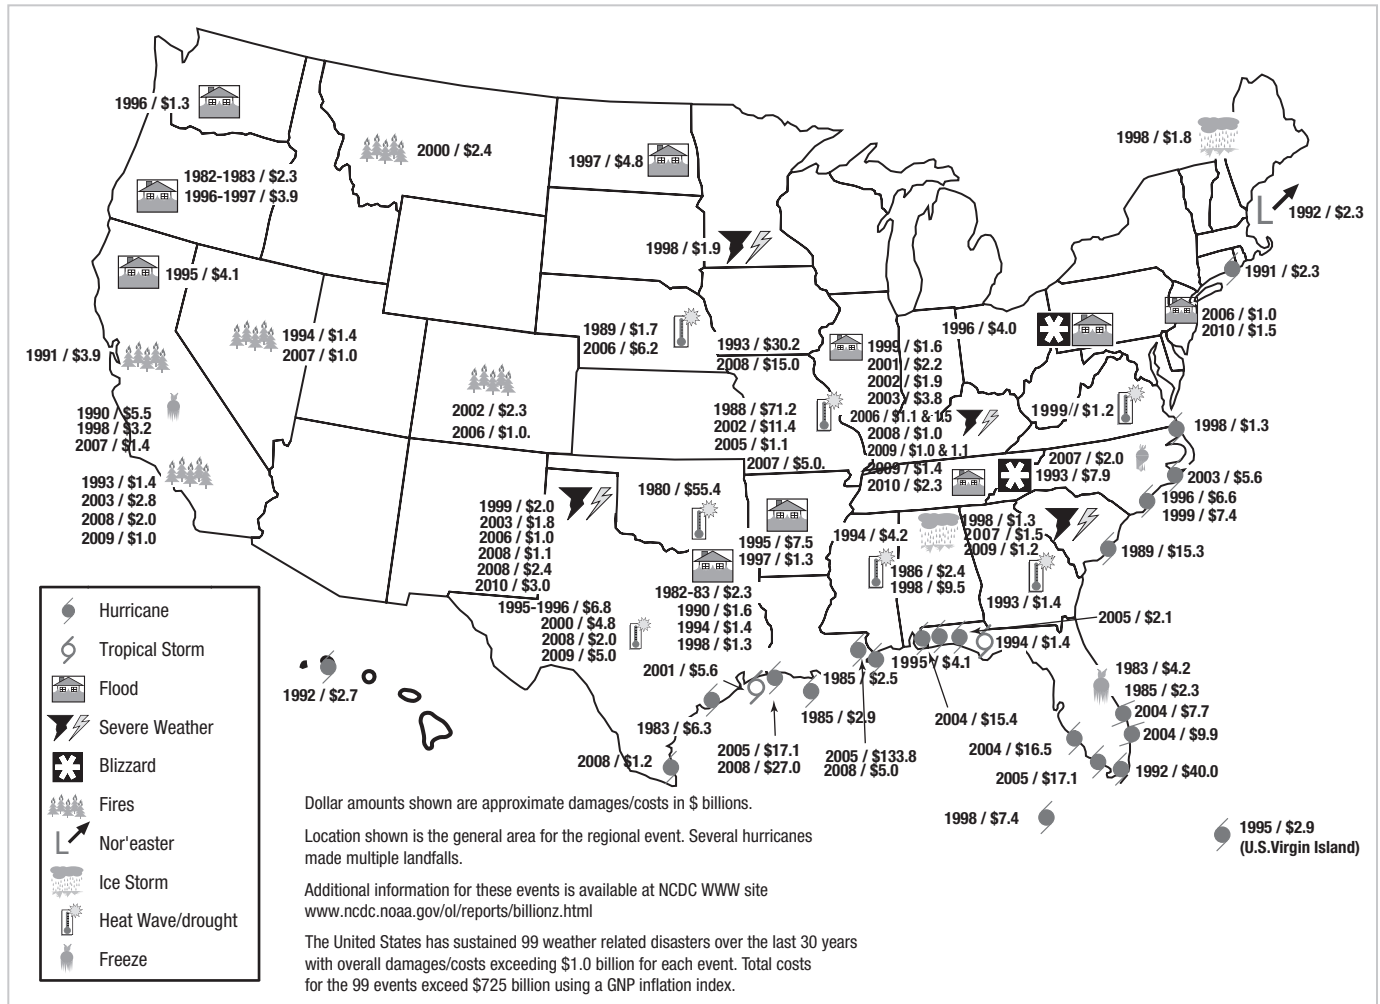 1996 / $1.3
2000 / $2.4
1997 / $4.8
1998 / $1.8
1982-1983 / $2.3
1996-1997 / $3.9
1992 / $2.3
1998 / $1.9
1995 / $4.1
1991 / $2.3
1994 / $1.4
2007 / $1.0
1989 / $1.7
2006 / $6.2
1993 / $30.2
2008 / $15.0
1996 / $4.0
2006 / $1.0
2010 / $1.5
1991 / $3.9
1999 / $1.6
2001 / $2.2
2002 / $1.9
2003 / $3.8
2006 / $1.1 & 1.5
2008 / $1.0
2009 / $1.0 & 1.1
2009 / $1.4
2010 / $2.3
2002 / $2.3
2006 / $1.0.
1990 / $5.5
1998 / $3.2
2007 / $1.4
1988 / $71.2
2002 / $11.4
2005 / $1.1
2007 / $5.0.
1999// $1.2
1998 / $1.3
2007 / $2.0
1993 / $7.9
2003 / $5.6
1996 / $6.6
1999 / $7.4
1993 / $1.4
2003 / $2.8
2008 / $2.0
2009 / $1.0
1999 / $2.0
2003 / $1.8
2006 / $1.0
2008 / $1.1
2008 / $2.4
2010 / $3.0
1980 / $55.4
1995 / $7.5
1997 / $1.3
1994 / $4.2
1998 / $1.3
2007 / $1.5
2009 / $1.2
1989 / $15.3
1986 / $2.4
1998 / $9.5
1993 / $1.4
1982-83 / $2.3
1990 / $1.6
1994 / $1.4
1998 / $1.3
1995-1996 / $6.8
2000 / $4.8
2008 / $2.0
2009 / $5.0
2005 / $2.1
1994 / $1.4
1995 / $4.1
2001 / $5.6
1985 / $2.5
1983 / $4.2
1985 / $2.3
2004 / $7.7
2004 / $9.9
1992 / $2.7
1983 / $6.3
1985 / $2.9
2004 / $15.4
2004 / $16.5
2005 / $17.1
2008 / $27.0
2005 / $133.8
2008 / $5.0
2008 / $1.2
2005 / $17.1
1992 / $40.0
1998 / $7.4
1995 / $2.9
(U.S.Virgin Island)
Hurricane
Tropical Storm
Flood
Severe Weather
Blizzard
Fires
L
Nor'easter
Ice Storm
Heat Wave/drought
Freeze
L
Dollar amounts shown are approximate damages/costs in $ billions.
Location shown is the general area for the regional event. Several hurricanes
made multiple landfalls.
Additional information for these events is available at NCDC WWW site
www.ncdc.noaa.gov/ol/reports/billionz.html
The United States has sustained 99 weather related disasters over the last 30 years
with overall damages/costs exceeding $1.0 billion for each event. Total costs
for the 99 events exceed $725 billion using a GNP inflation index.